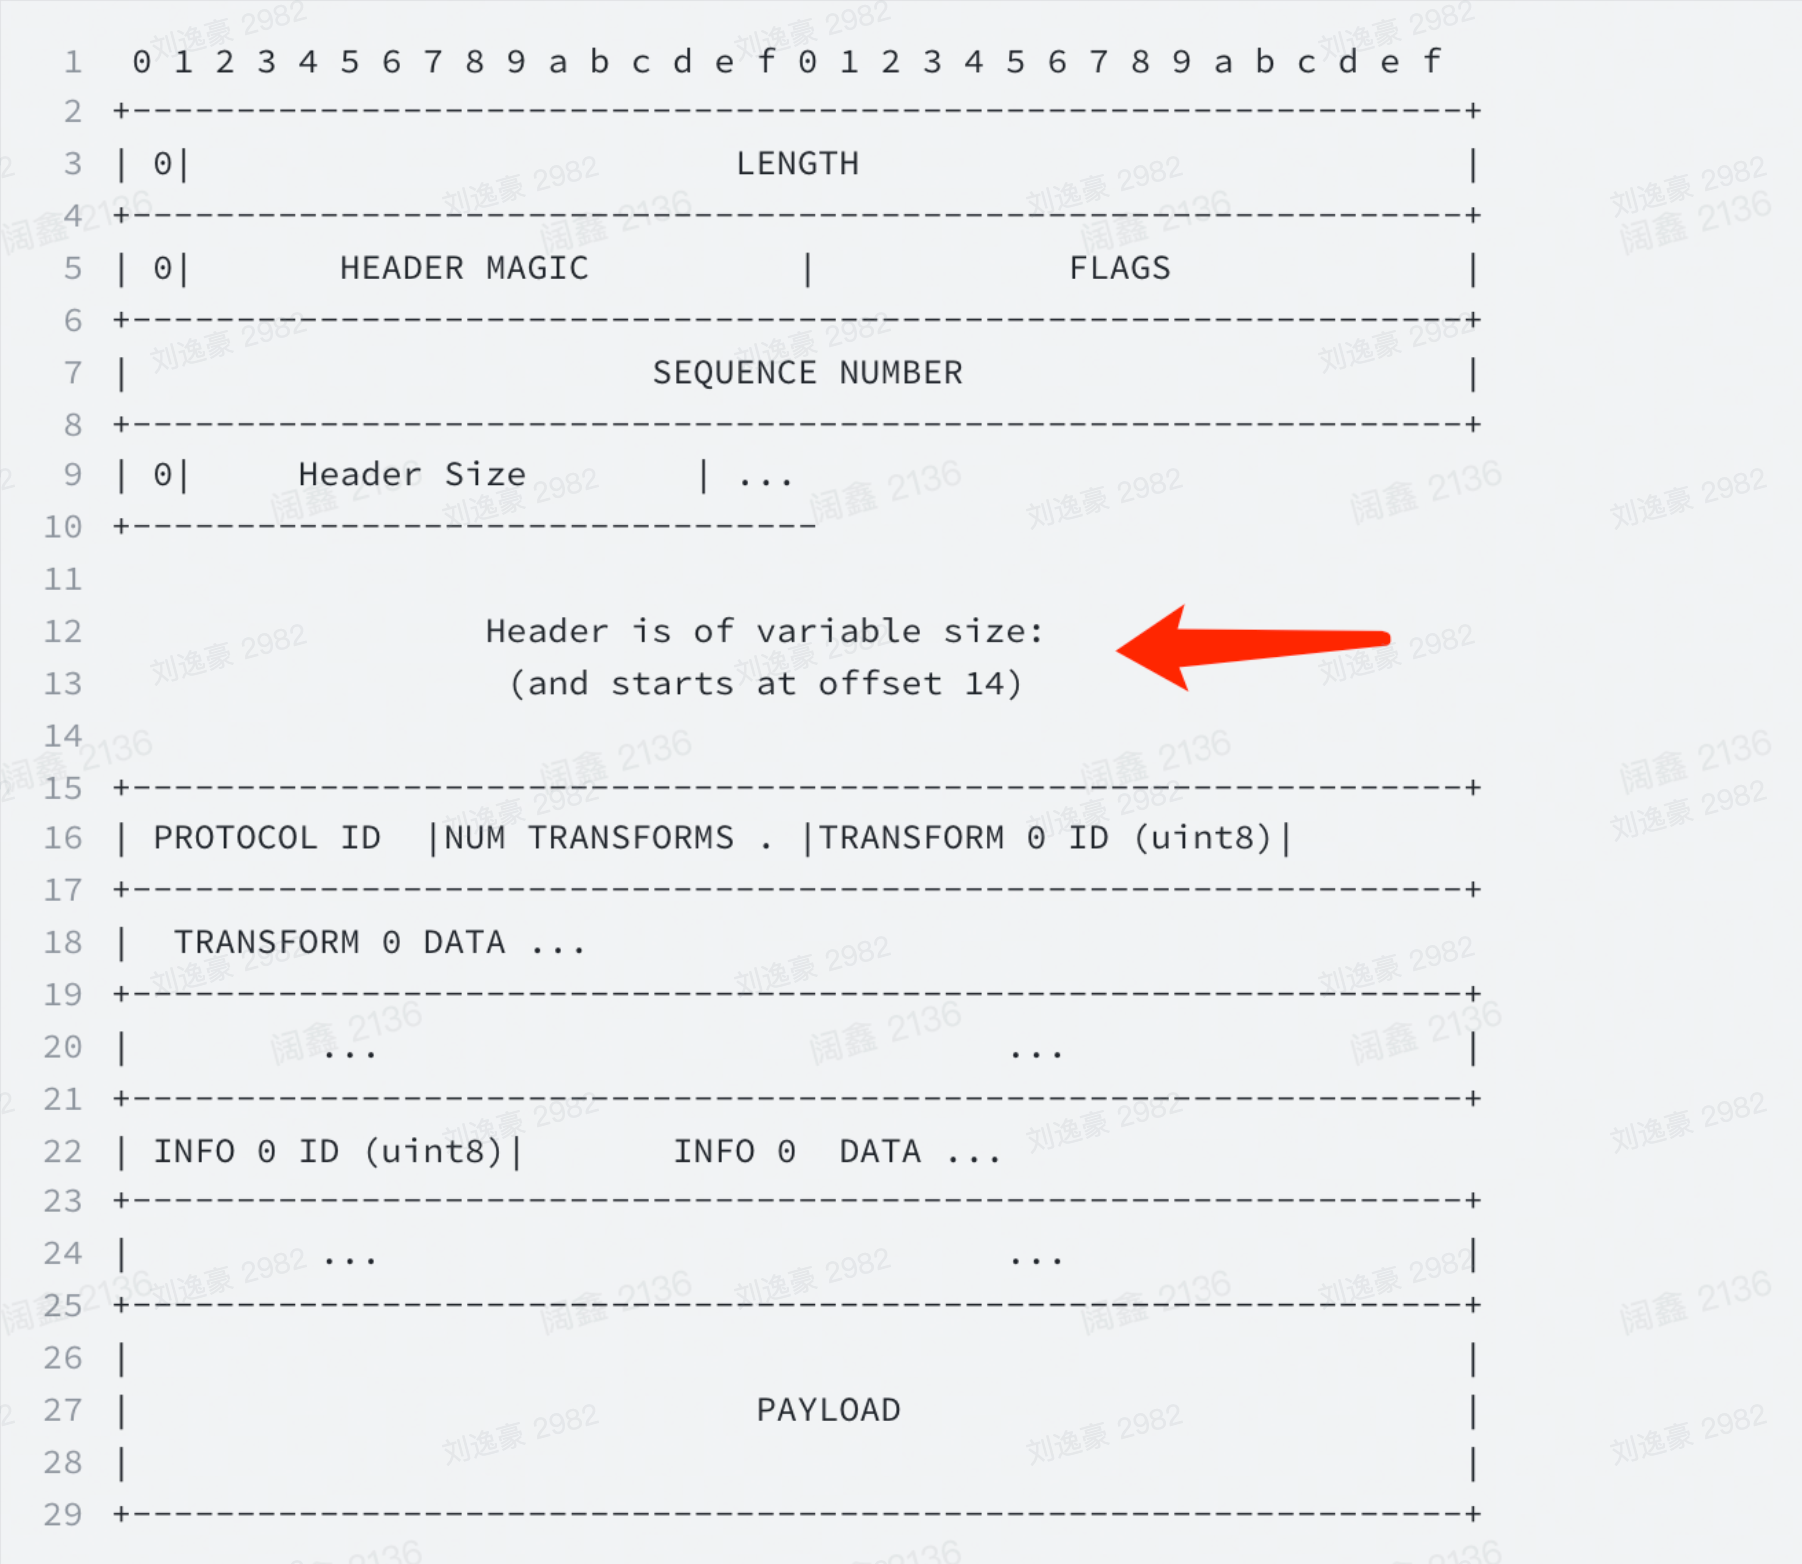 1 0 1 2 3 4 5 6 7 8 9 a b c d e f 0 1 2 3 4 5 6 7 8 9 a b c d e f
2 +----------------------------------------------------------------+
3 | 0| LENGTH |
4 +----------------------------------------------------------------+
5 | 0| HEADER MAGIC | FLAGS |
6 +----------------------------------------------------------------+
7 | SEQUENCE NUMBER |
8 +----------------------------------------------------------------+
9 | 0| Header Size | ...
10 +---------------------------------
11
12 Header is of variable size:
13 (and starts at offset 14)
14
15 +----------------------------------------------------------------+
16 | PROTOCOL ID |NUM TRANSFORMS . |TRANSFORM 0 ID (uint8)|
17 +----------------------------------------------------------------+
18 | TRANSFORM 0 DATA ...
19 +----------------------------------------------------------------+
20 | ... ... |
21 +----------------------------------------------------------------+
22 | INFO 0 ID (uint8)| INFO 0 DATA ...
23 +----------------------------------------------------------------+
24 | ... ... |
25 +----------------------------------------------------------------+
26 | |
27 | PAYLOAD |
28 | |
29 +----------------------------------------------------------------+
刘逸豪 2982
阔鑫 2136